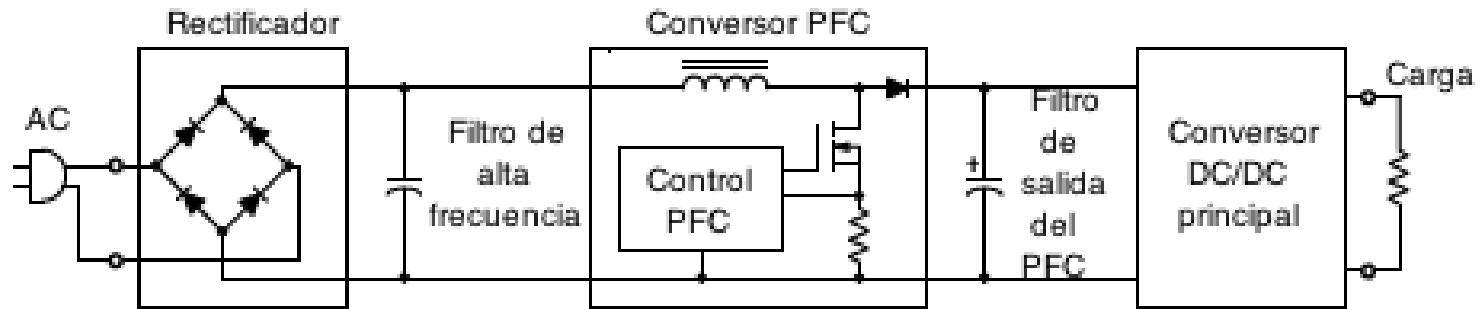 Rectificador
Conversor PFC
AC
Filtro de
alta
frecuencia
Control
PFC
+
Filtro
de
salida
del
PFC
Conversor
DC/DC
principal
Carga